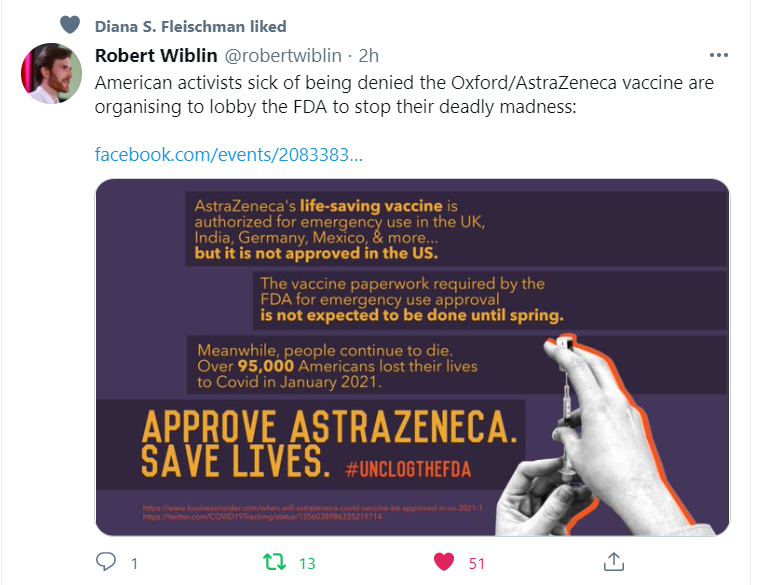 Diana S. Fleischman liked
Robert Wiblin @robertwiblin · 2h
American activists sick of being denied the Oxford/AstraZeneca vaccine are
organising to lobby the FDA to stop their deadly madness:
facebook.com/events/2083383...
AstraZeneca's life-saving vaccine is
authorized for emergency use in the UK,
India, Germany, Mexico, & more...
but it is not approved in the US.
The vaccine paperwork required by the
FDA for emergency use approval
is not expected to be done until spring.
Meanwhile, people continue to die.
Over 95,000 Americans lost their lives
to Covid in January 2021.
APPROVE ASTRAZENECA.
SAVE LIVES. #UNCLOGTHEFDA
https://www.businessinsider.com/when-will-astrazeneca-covid-vaccine-be-approved-in-us-2021-1
https://twitter.com/COVID19Tracking/status/1356038986335219714
1 13 51